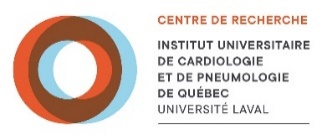 CENTRE DE RECHERCHE
INSTITUT UNIVERSITAIRE
DE CARDIOLOGIE
ET DE PNEUMOLOGIE
DE QUÉBEC
UNIVERSITÉ LAVAL